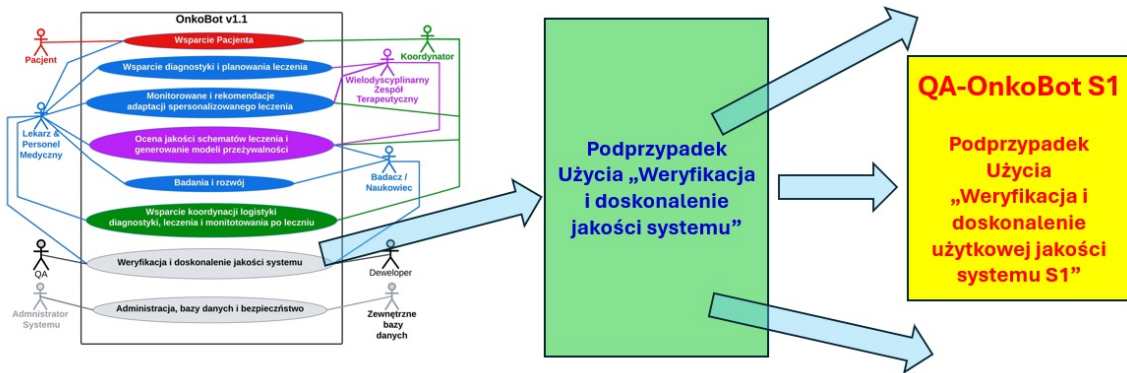 OnkoBot v1.1
Pacjent
Wsparcie Pacjenta
Koordynator
Wsparcie diagnostyki i planowania leczenia
Wielodyscyplinarny
Zespół
Terapeutyczny
Monitorowane i rekomendacje
adaptacji spersonalizowanego leczenia
Lekarz &
Personel
Medyczny
Ocena jakości schematów leczenia i
generowanie modeli przeżywalności
Badacz /
Naukowiec
Badania i rozwój
Wsparcie koordynacji logistyki
diagnostyki, leczenia i monitotowania po leczniu
QA
Weryfikacja i doskonalenie jakości systemu
Deweloper
Admnistrator
Systemu
Administracja, bazy danych i bezpieczństwo
Zewnętrzne
bazy
danych
Podprzypadek
Użycia „Weryfikacja
i doskonalenie
jakości systemu”
QA-OnkoBot S1
Podprzypadek
Użycia
„Weryfikacja i
doskonalenie
użytkowej jakości
systemu S1”